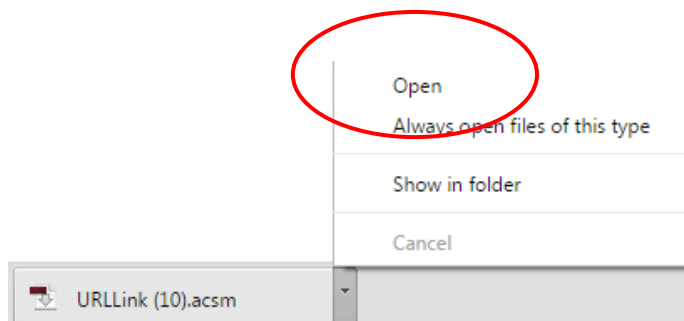 Open
Always open files of this type
Show in folder
Cancel
URLLink (10).acsm